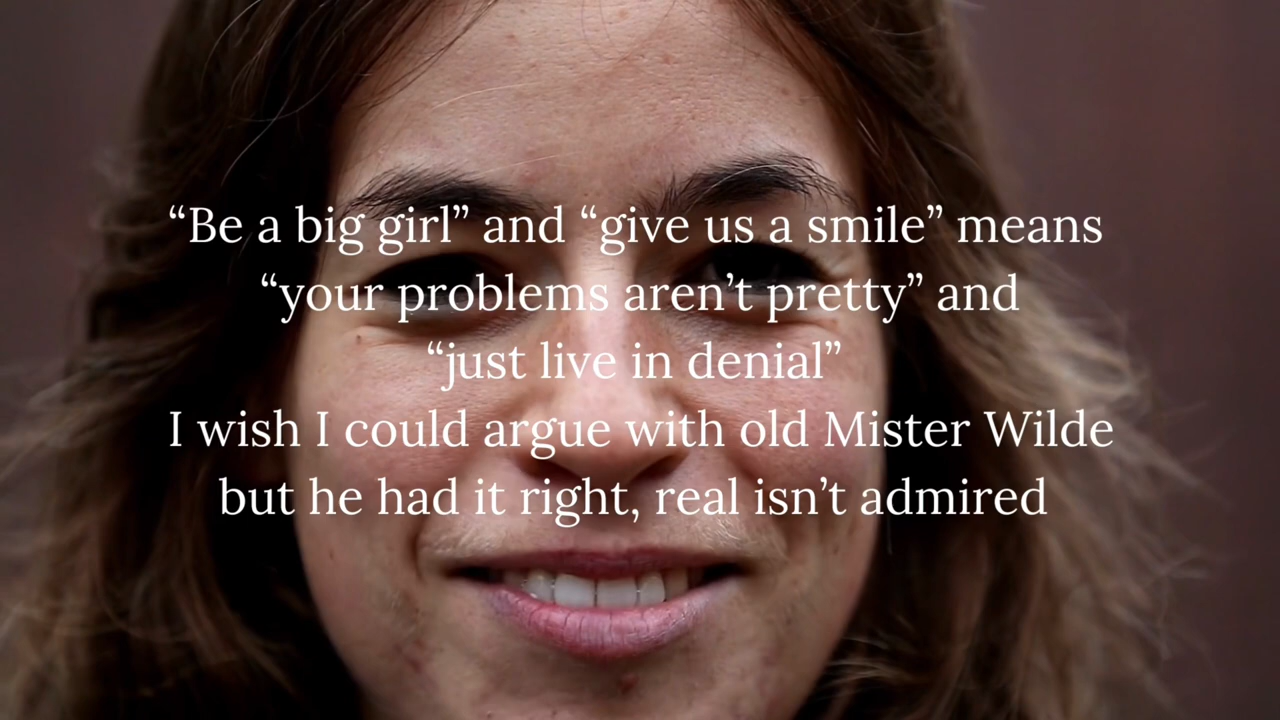 “Be a big girl” and “give us a smile” means
“your problems aren’t pretty” and
“just live in denial”
I wish I could argue with old Mister Wilde
but he had it right, real isn’t admired